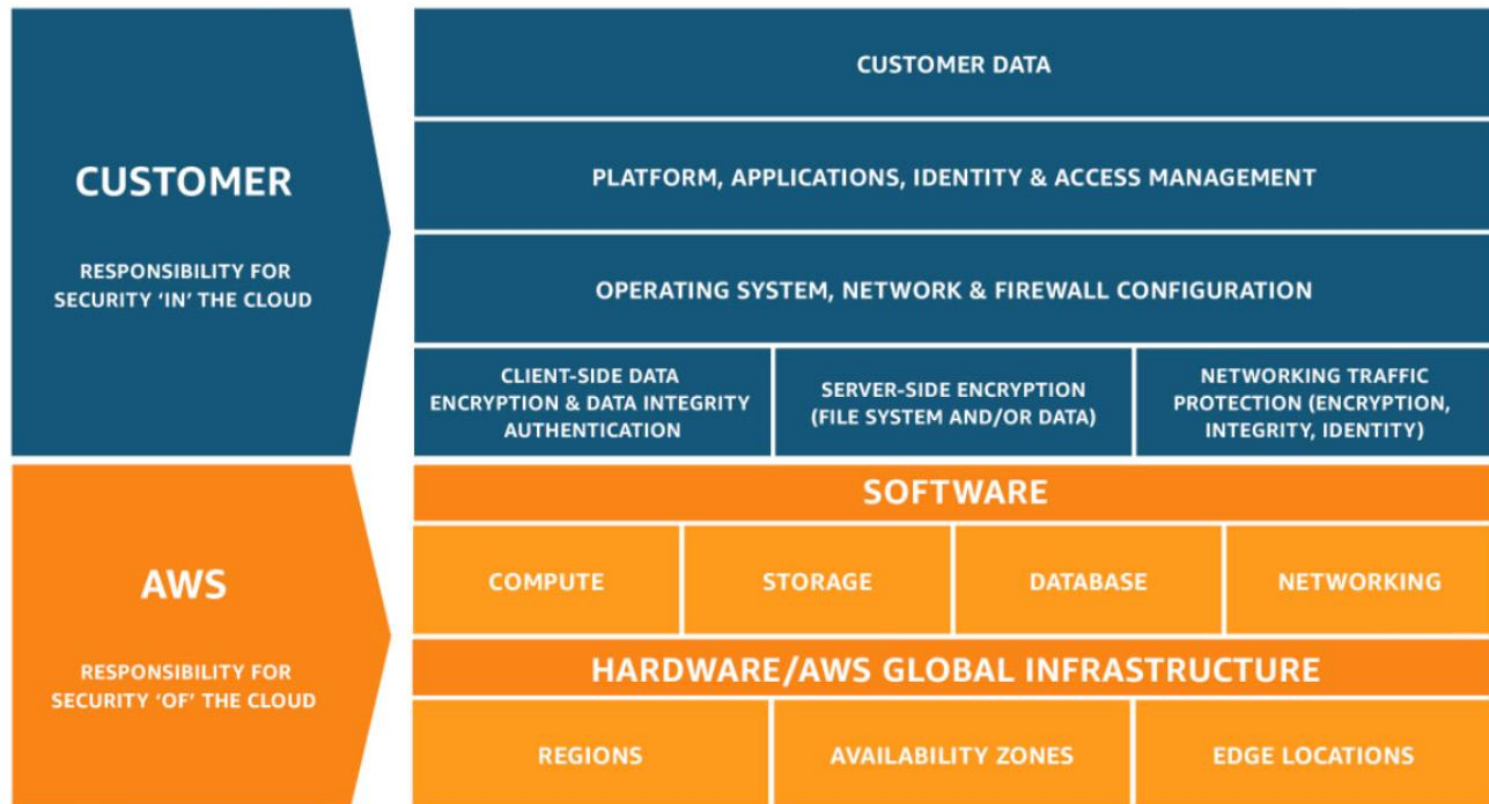 CUSTOMER
RESPONSIBILITY FOR
SECURITY ‘IN’ THE CLOUD
CUSTOMER DATA
PLATFORM, APPLICATIONS, IDENTITY & ACCESS MANAGEMENT
OPERATING SYSTEM, NETWORK & FIREWALL CONFIGURATION
CLIENT-SIDE DATA
ENCRYPTION & DATA INTEGRITY
AUTHENTICATION
SERVER-SIDE ENCRYPTION
(FILE SYSTEM AND/OR DATA)
NETWORKING TRAFFIC
PROTECTION (ENCRYPTION,
INTEGRITY, IDENTITY)
AWS
RESPONSIBILITY FOR
SECURITY ‘OF’ THE CLOUD
SOFTWARE
COMPUTE
STORAGE
DATABASE
NETWORKING
HARDWARE/AWS GLOBAL INFRASTRUCTURE
REGIONS
AVAILABILITY ZONES
EDGE LOCATIONS